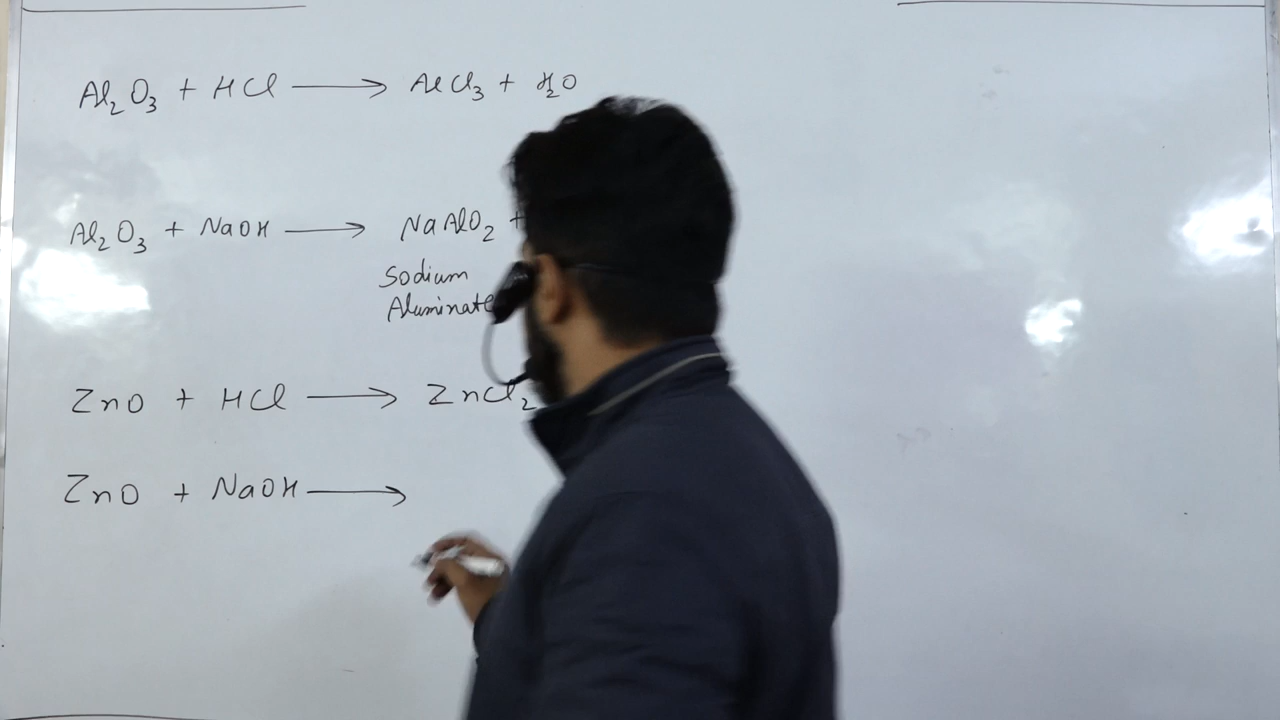 Al₂O₃ + HCl ⟶ AlCl₃ + H₂O
Al₂O₃ + NaOH ⟶ NaAlO₂ +
Sodium
Aluminate
ZnO + HCl ⟶ ZnCl₂
ZnO + NaOH ⟶